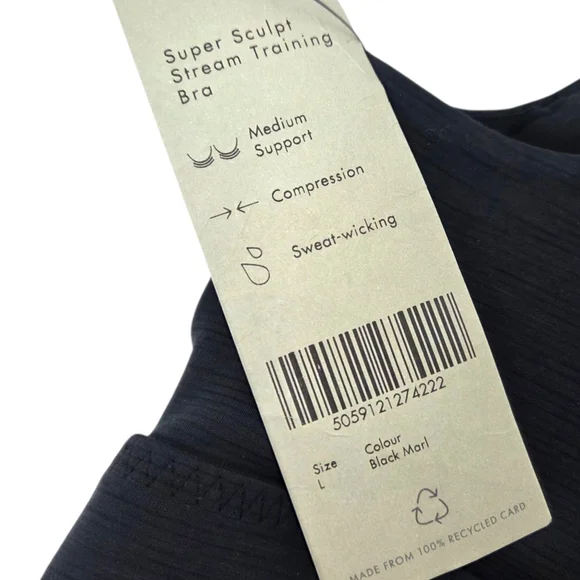 Super Sculpt
Stream Training
Bra
Medium
Support
Compression
Sweat-wicking
5059121274222
Size
L
Colour
Black Marl
MADE FROM 100% RECYCLED CARD